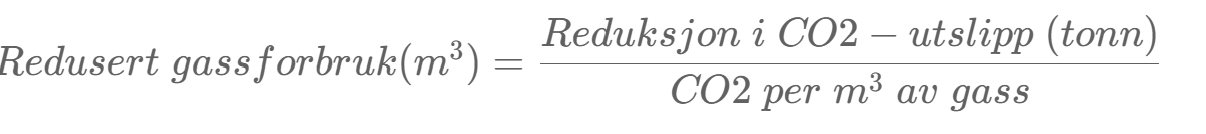 Redusert gassforbruk(m³) = Reduksjon i CO2 − utslipp (tonn)
CO2 per m³ av gass